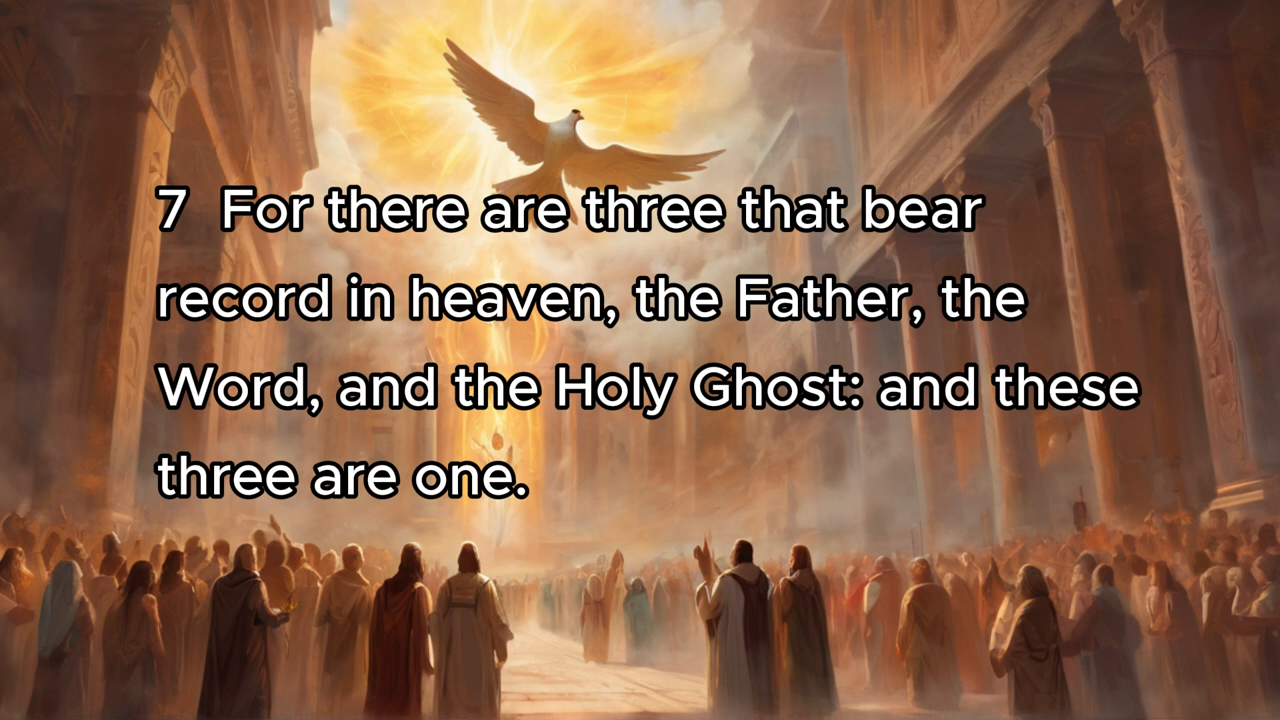 7  For there are three that bear
record in heaven, the Father, the
Word, and the Holy Ghost: and these
three are one.